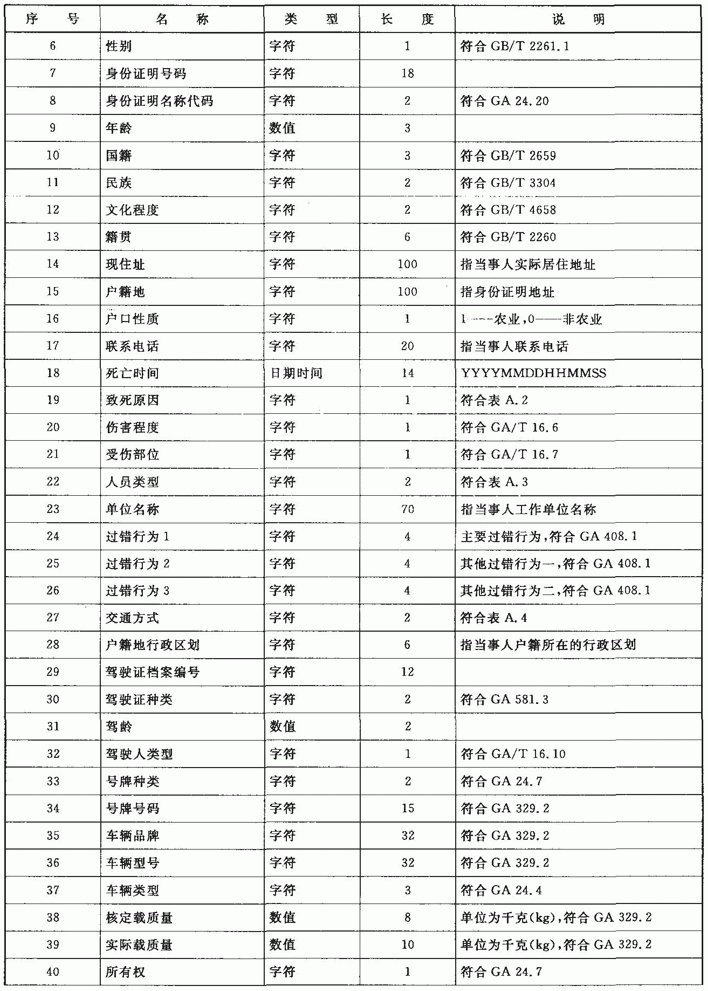 序 号 名 称 类 型 长 度 说 明
6 性别 字符 1 符合 GB/T 2261.1
7 身份证明号码 字符 18
8 身份证明名称代码 字符 2 符合 GA 24.20
9 年龄 数值 3
10 国籍 字符 3 符合 GB/T 2659
11 民族 字符 2 符合 GB/T 3304
12 文化程度 字符 2 符合 GB/T 4658
13 籍贯 字符 6 符合 GB/T 2260
14 现住址 字符 100 指当事人实际居住地址
15 户籍地 字符 100 指身份证明地址
16 户口性质 字符 1 1——农业,0——非农业
17 联系电话 字符 20 指当事人联系电话
18 死亡时间 日期时间 14 YYYYMMDDHHMMSS
19 致死原因 字符 1 符合表 A.2
20 伤害程度 字符 1 符合 GA/T 16.6
21 受伤部位 字符 1 符合 GA/T 16.7
22 人员类型 字符 2 符合表 A.3
23 单位名称 字符 70 指当事人工作单位名称
24 过错行为 1 字符 4 主要过错行为,符合 GA 408.1
25 过错行为 2 字符 4 其他过错行为一,符合 GA 408.1
26 过错行为 3 字符 4 其他过错行为二,符合 GA 408.1
27 交通方式 字符 2 符合表 A.4
28 户籍地行政区划 字符 6 指当事人户籍所在的行政区划
29 驾驶证档案编号 字符 12
30 驾驶证种类 字符 2 符合 GA 581.3
31 驾龄 数值 2
32 驾驶人类型 字符 1 符合 GA/T 16.10
33 号牌种类 字符 2 符合 GA 24.7
34 号牌号码 字符 15 符合 GA 329.2
35 车辆品牌 字符 32 符合 GA 329.2
36 车辆型号 字符 32 符合 GA 329.2
37 车辆类型 字符 3 符合 GA 24.4
38 核定载质量 数值 8 单位为千克(kg),符合 GA 329.2
39 实际载质量 数值 10 单位为千克(kg),符合 GA 329.2
40 所有权 字符 1 符合 GA 24.7